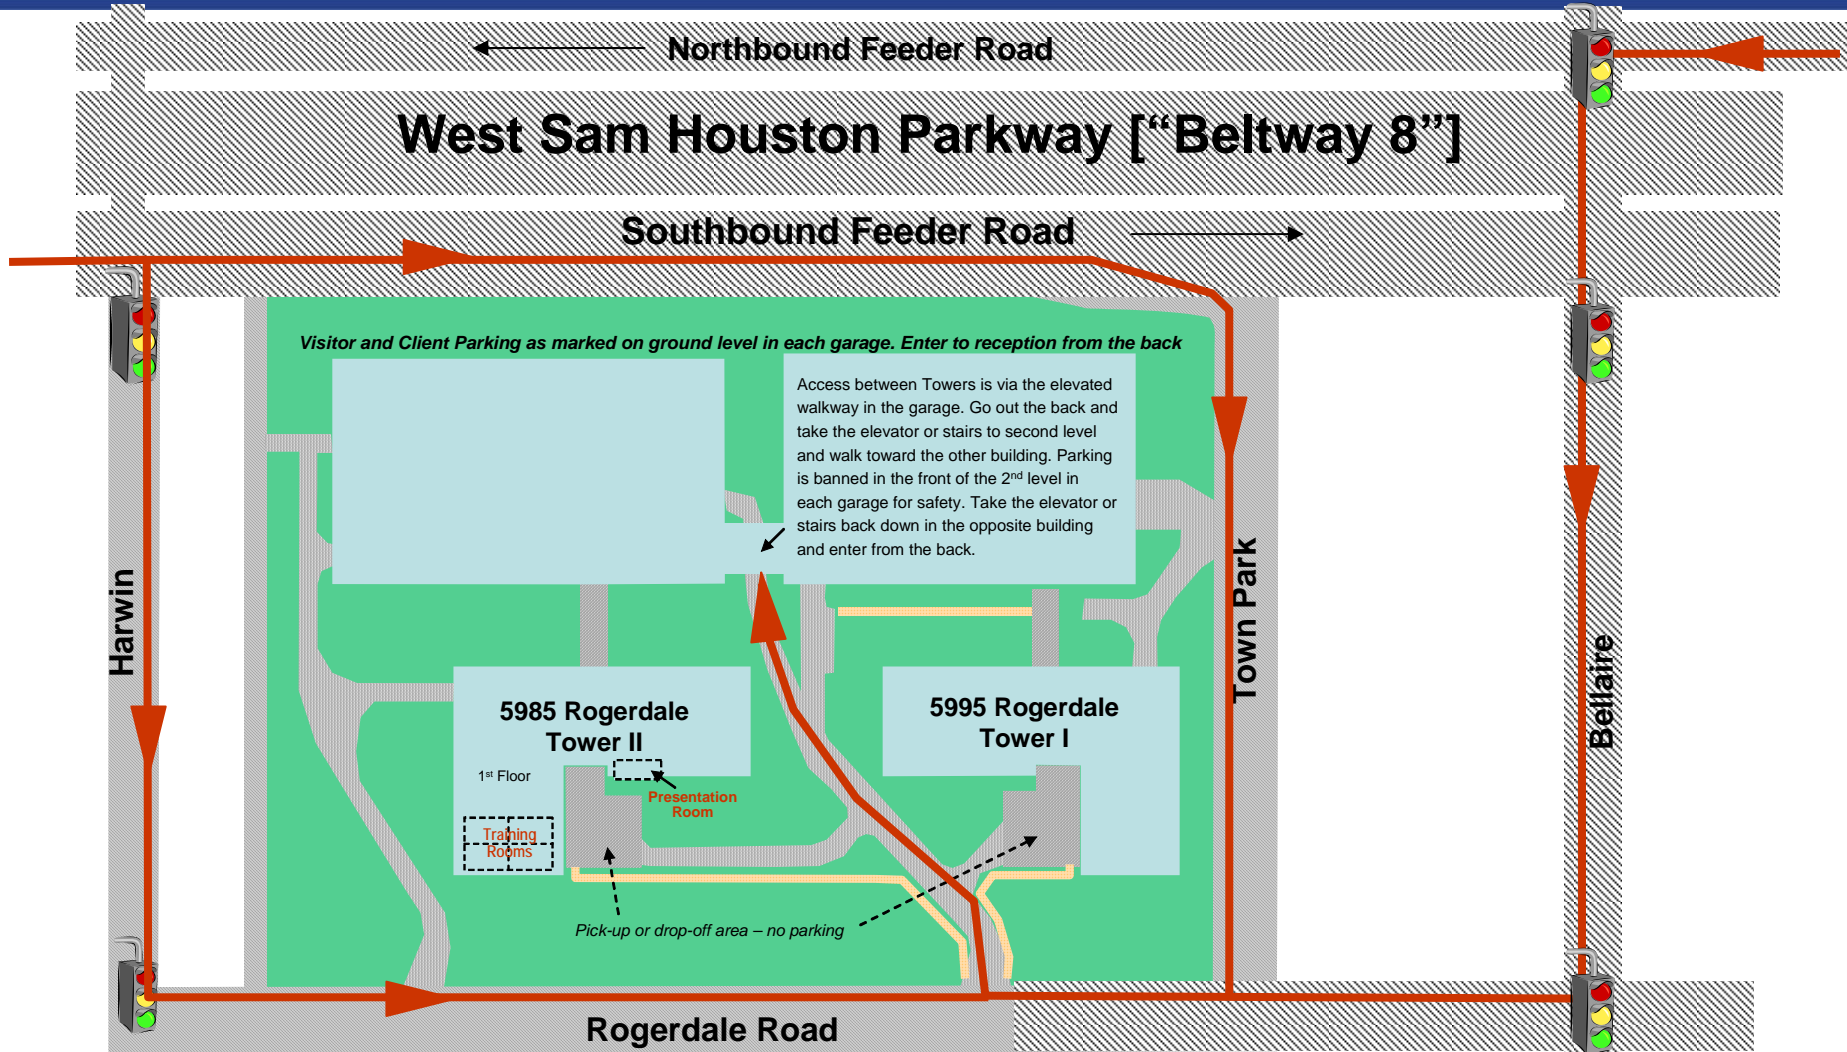 Northbound Feeder Road
West Sam Houston Parkway [“Beltway 8”]
Southbound Feeder Road
Visitor and Client Parking as marked on ground level in each garage. Enter to reception from the back
Access between Towers is via the elevated
walkway in the garage. Go out the back and
take the elevator or stairs to second level
and walk toward the other building. Parking
is banned in the front of the 2nd level in
each garage for safety. Take the elevator or
stairs back down in the opposite building
and enter from the back.
Harwin
Town Park
Bellaire
5985 Rogerdale
Tower II
5995 Rogerdale
Tower I
1st Floor
Presentation
Room
Training
Rooms
Pick-up or drop-off area – no parking
Rogerdale Road